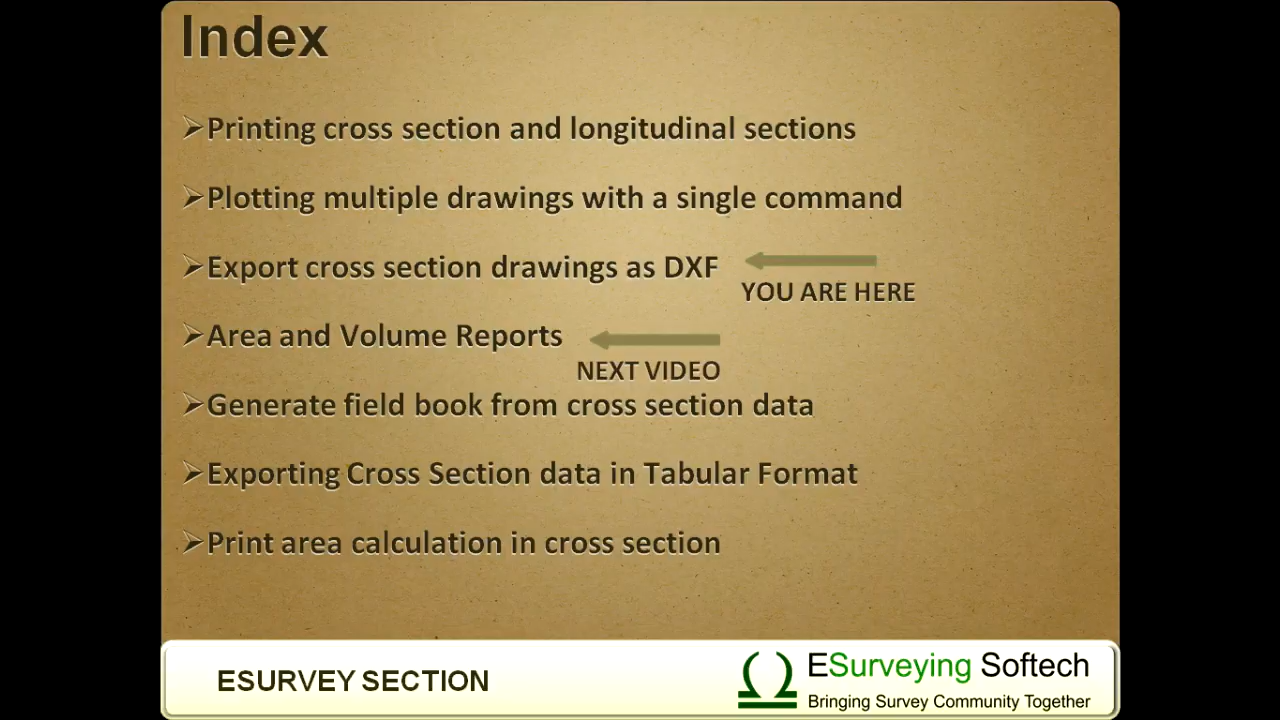 Index
Printing cross section and longitudinal sections
Plotting multiple drawings with a single command
Export cross section drawings as DXF
YOU ARE HERE
Area and Volume Reports
NEXT VIDEO
Generate field book from cross section data
Exporting Cross Section data in Tabular Format
Print area calculation in cross section
ESURVEY SECTION
ESurveying Softech
Bringing Survey Community Together